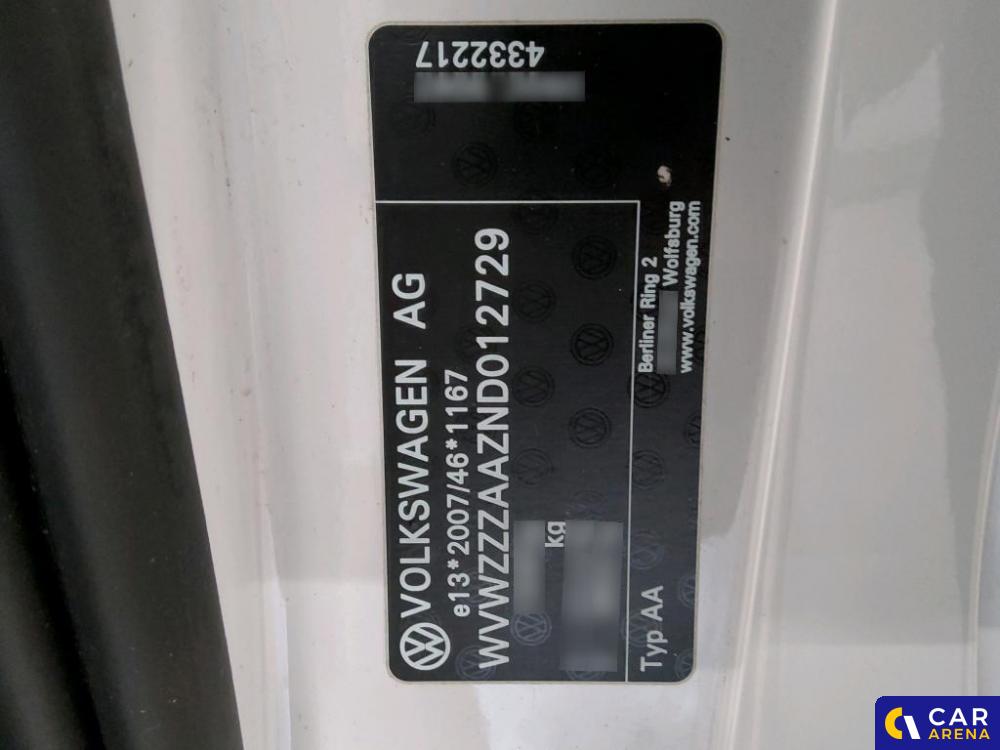 VOLKSWAGEN AG
e13*2007/46*1167
WVWZZZAAZND012729
kg
Typ AA
Berliner Ring 2
Wolfsburg
www.volkswagen.com
4332217
CAR
ARENA